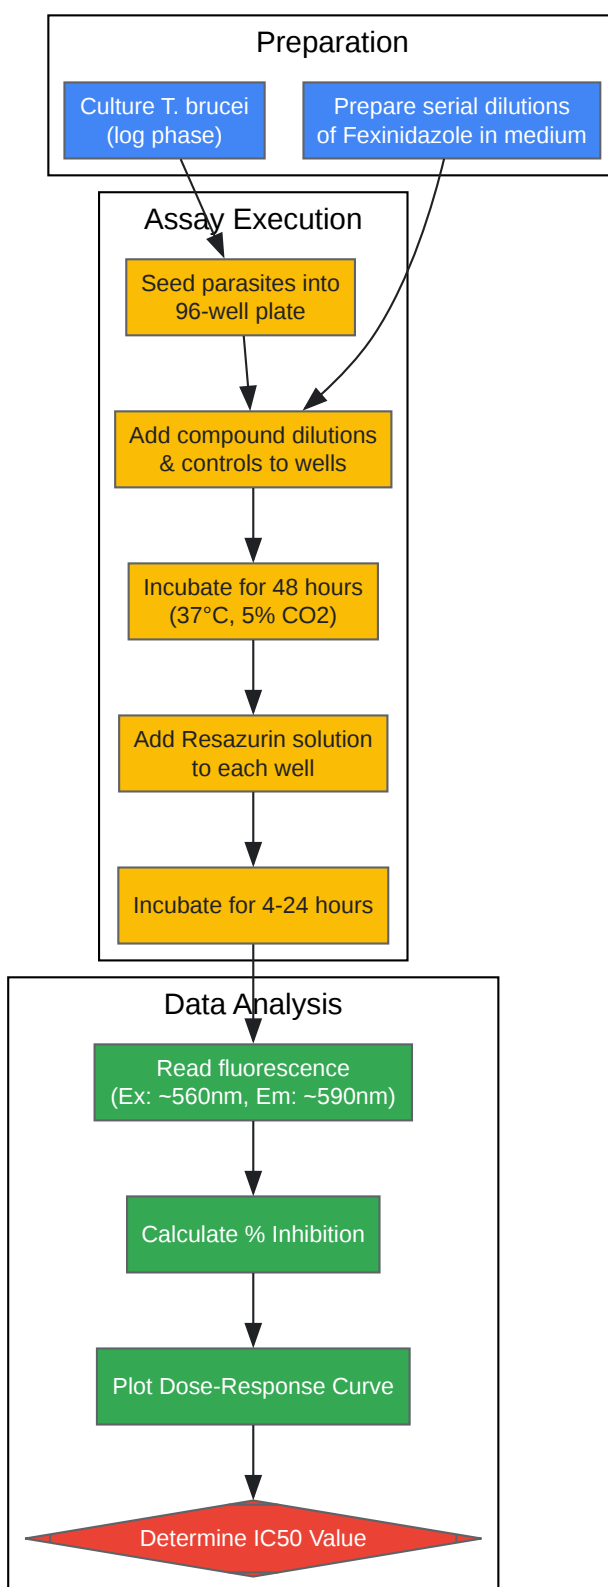 Preparation
Culture T. brucei
(log phase)
Prepare serial dilutions
of Fexinidazole in medium
Assay Execution
Seed parasites into
96-well plate
Add compound dilutions
& controls to wells
Incubate for 48 hours
(37°C, 5% CO2)
Add Resazurin solution
to each well
Incubate for 4-24 hours
Data Analysis
Read fluorescence
(Ex: ~560nm, Em: ~590nm)
Calculate % Inhibition
Plot Dose-Response Curve
Determine IC50 Value